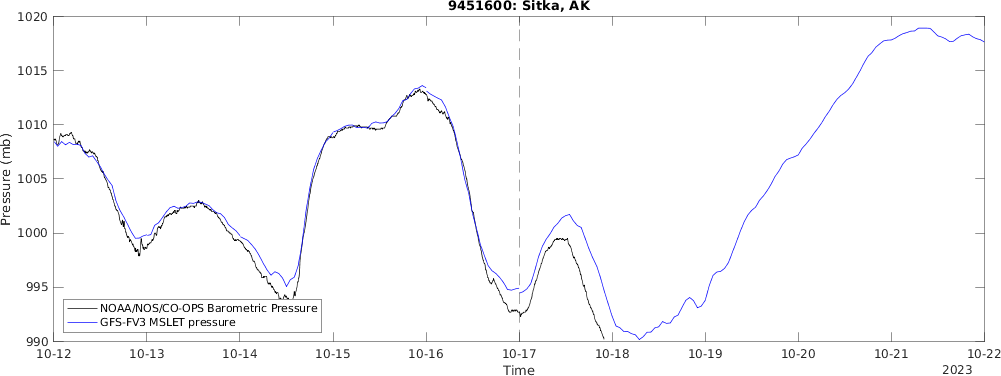 9451600: Sitka, AK
1020
1015
1010
1005
1000
995
990
Pressure (mb)
NOAA/NOS/CO-OPS Barometric Pressure
GFS-FV3 MSLET pressure
10-12 10-13 10-14 10-15 10-16 10-17 10-18 10-19 10-20 10-21 10-22
Time
2023